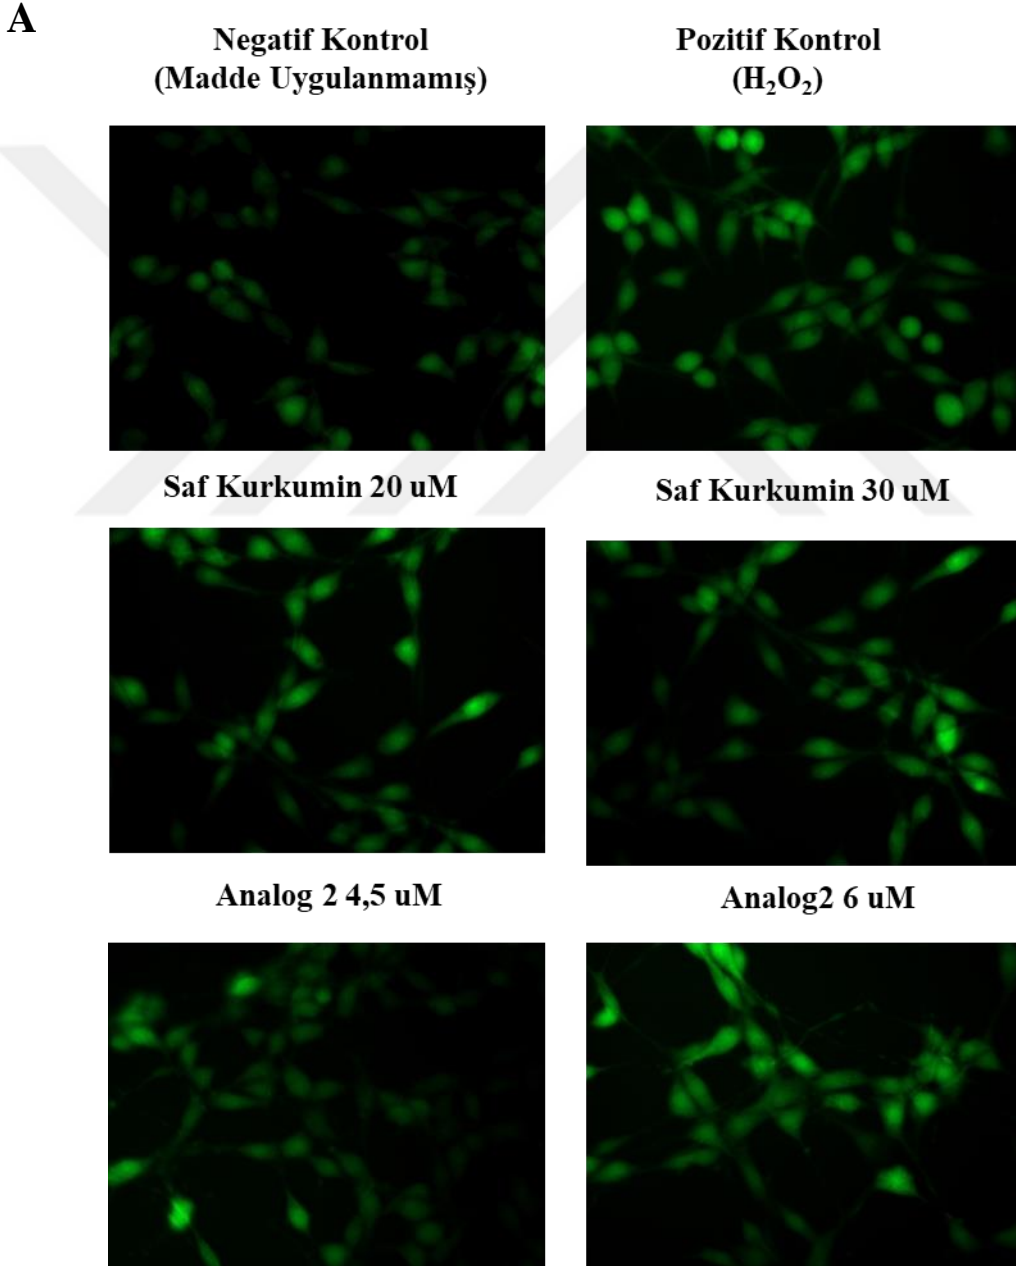 A
Negatif Kontrol
(Madde Uygulanmamış)
Pozitif Kontrol
(H₂O₂)
Saf Kurkumin 20 uM
Saf Kurkumin 30 uM
Analog 2 4,5 uM
Analog2 6 uM